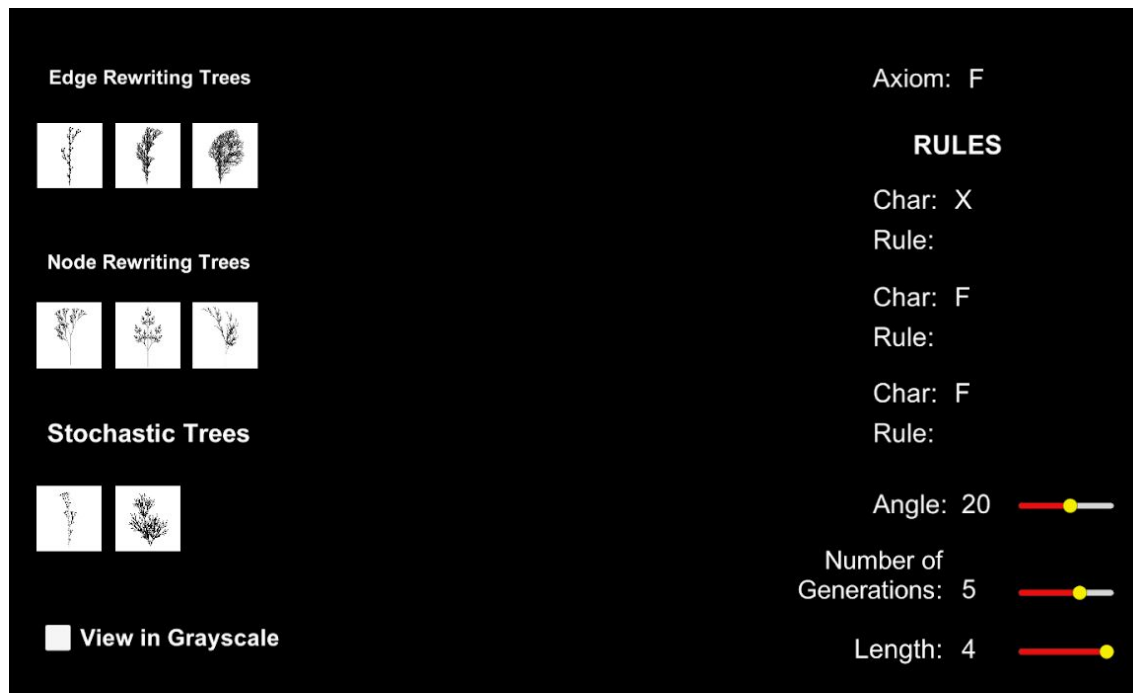 Edge Rewriting Trees
Node Rewriting Trees
Stochastic Trees
View in Grayscale
Axiom: F
RULES
Char: X
Rule:
Char: F
Rule:
Char: F
Rule:
Angle: 20
Number of
Generations: 5
Length: 4